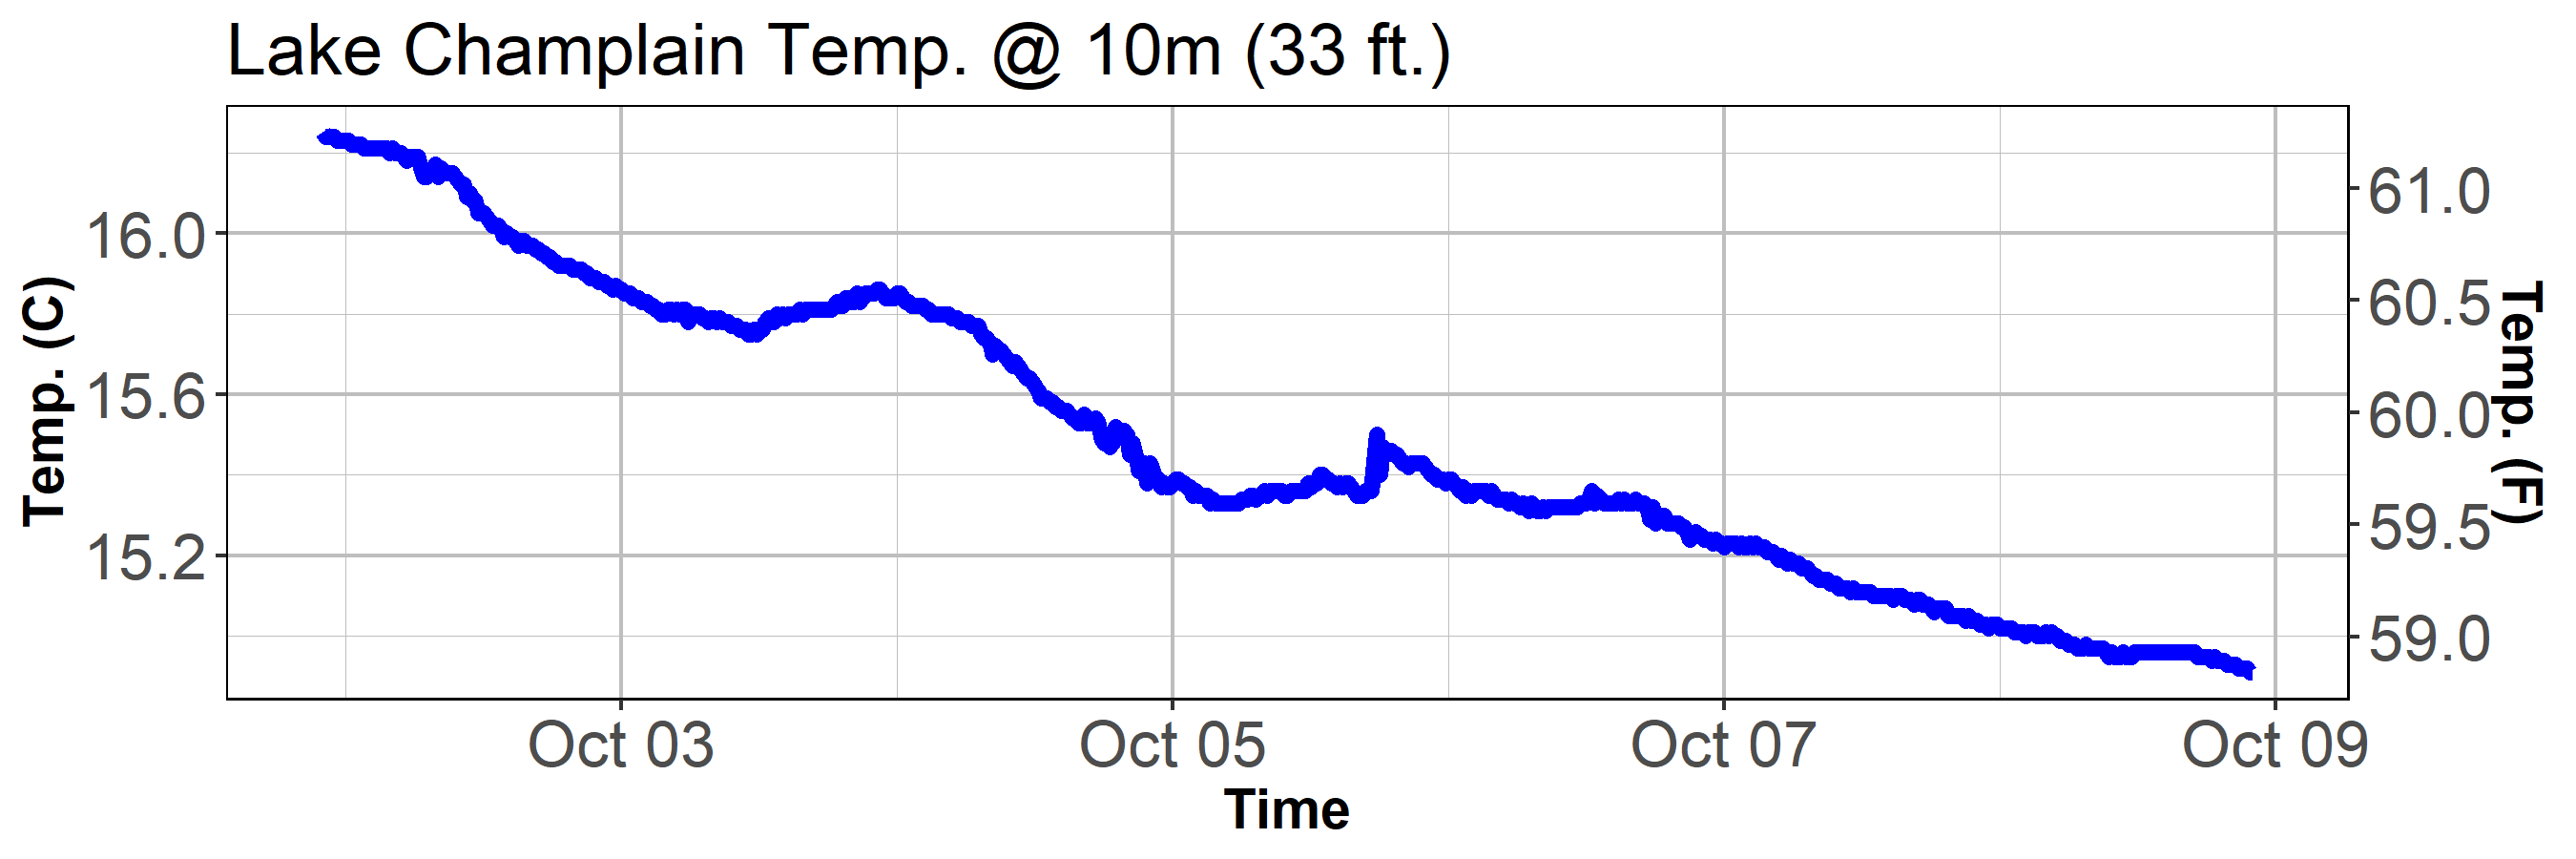 Lake Champlain Temp. @ 10m (33 ft.)
Temp. (C)
16.0
15.6
15.2
61.0
60.5
60.0
59.5
59.0
Temp. (F)
Oct 03 Oct 05 Oct 07 Oct 09
Time